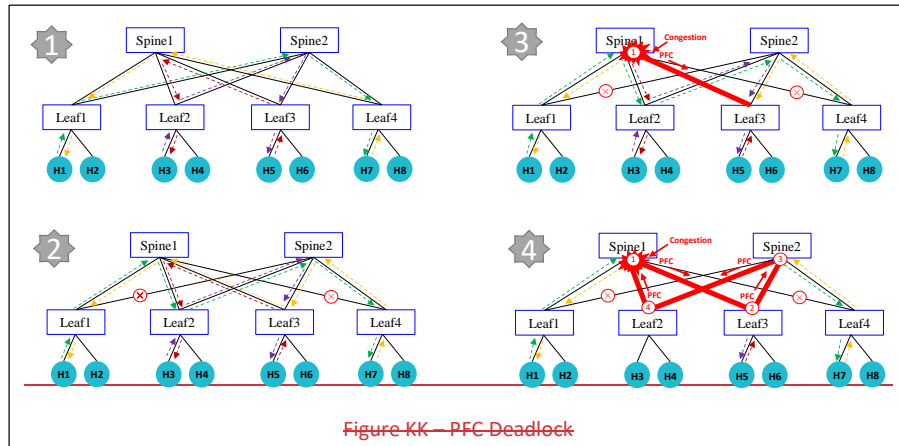 1
Spine1 Spine2
Leaf1 Leaf2 Leaf3 Leaf4
H1 H2 H3 H4 H5 H6 H7 H8
3
Spine1 Congestion Spine2
1 PFC
Leaf1 Leaf2 Leaf3 Leaf4
H1 H2 H3 H4 H5 H6 H7 H8
2
Spine1 Spine2
Leaf1 Leaf2 Leaf3 Leaf4
H1 H2 H3 H4 H5 H6 H7 H8
4
Spine1 Congestion Spine2
1 PFC PFC 3
PFC PFC
4 2
Leaf1 Leaf2 Leaf3 Leaf4
H1 H2 H3 H4 H5 H6 H7 H8
Figure KK – PFC Deadlock